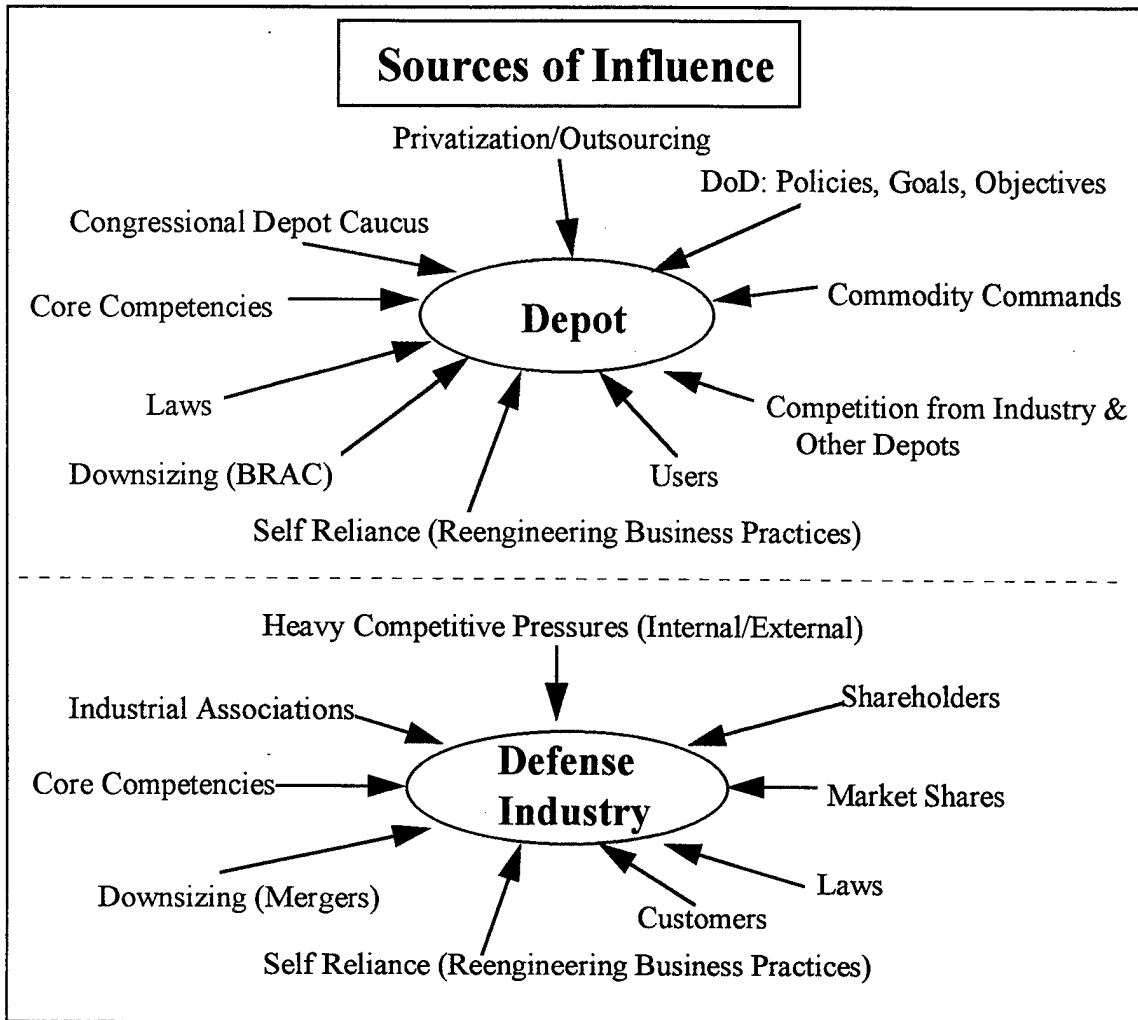 Sources of Influence
Privatization/Outsourcing
DoD: Policies, Goals, Objectives
Congressional Depot Caucus
Core Competencies
Depot
Commodity Commands
Laws
Competition from Industry &
Other Depots
Downsizing (BRAC)
Users
Self Reliance (Reengineering Business Practices)
Heavy Competitive Pressures (Internal/External)
Industrial Associations
Shareholders
Core Competencies
Defense
Industry
Market Shares
Downsizing (Mergers)
Laws
Customers
Self Reliance (Reengineering Business Practices)